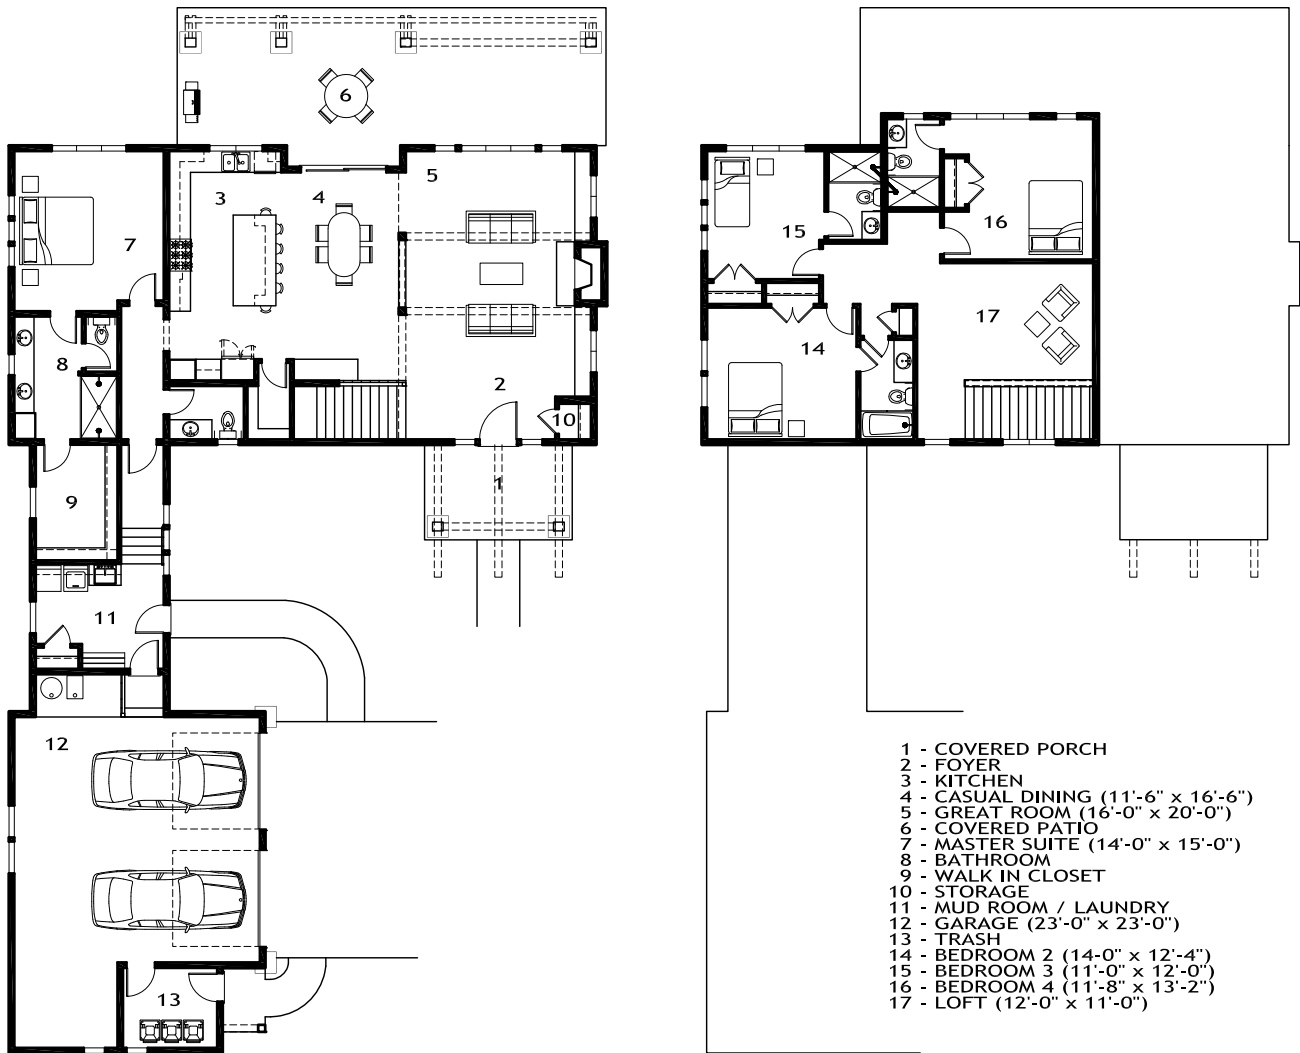 6
5
3
4
7
16
15
17
8
14
2
10
1
9
11
12
13
1 - COVERED PORCH
2 - FOYER
3 - KITCHEN
4 - CASUAL DINING (11'-6" x 16'-6")
5 - GREAT ROOM (16'-0" x 20'-0")
6 - COVERED PATIO
7 - MASTER SUITE (14'-0" x 15'-0")
8 - BATHROOM
9 - WALK IN CLOSET
10 - STORAGE
11 - MUD ROOM / LAUNDRY
12 - GARAGE (23'-0" x 23'-0")
13 - TRASH
14 - BEDROOM 2 (14-0" x 12'-4")
15 - BEDROOM 3 (11'-0" x 12'-0")
16 - BEDROOM 4 (11'-8" x 13'-2")
17 - LOFT (12'-0" x 11'-0")